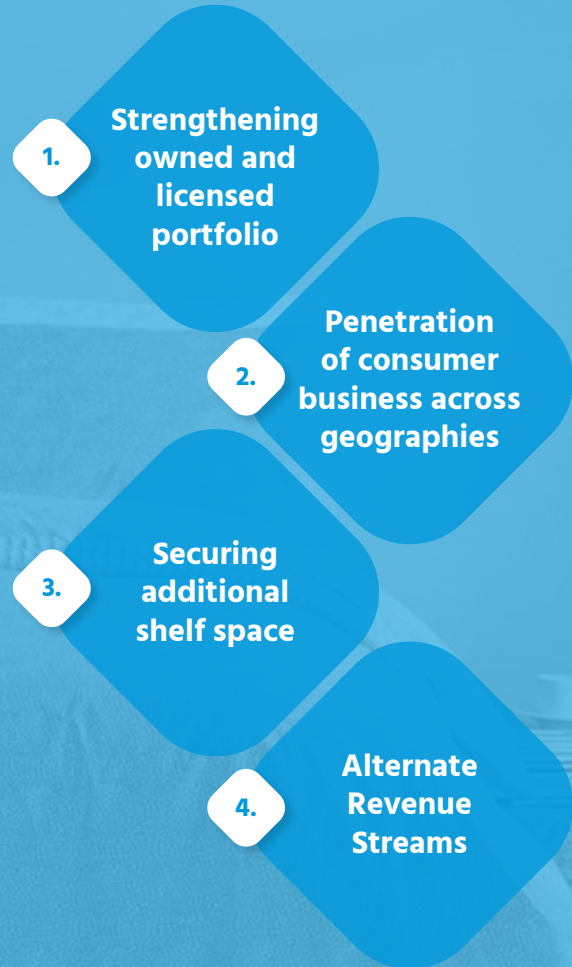 1.
Strengthening
owned and
licensed
portfolio
2.
Penetration
of consumer
business across
geographies
3.
Securing
additional
shelf space
4.
Alternate
Revenue
Streams